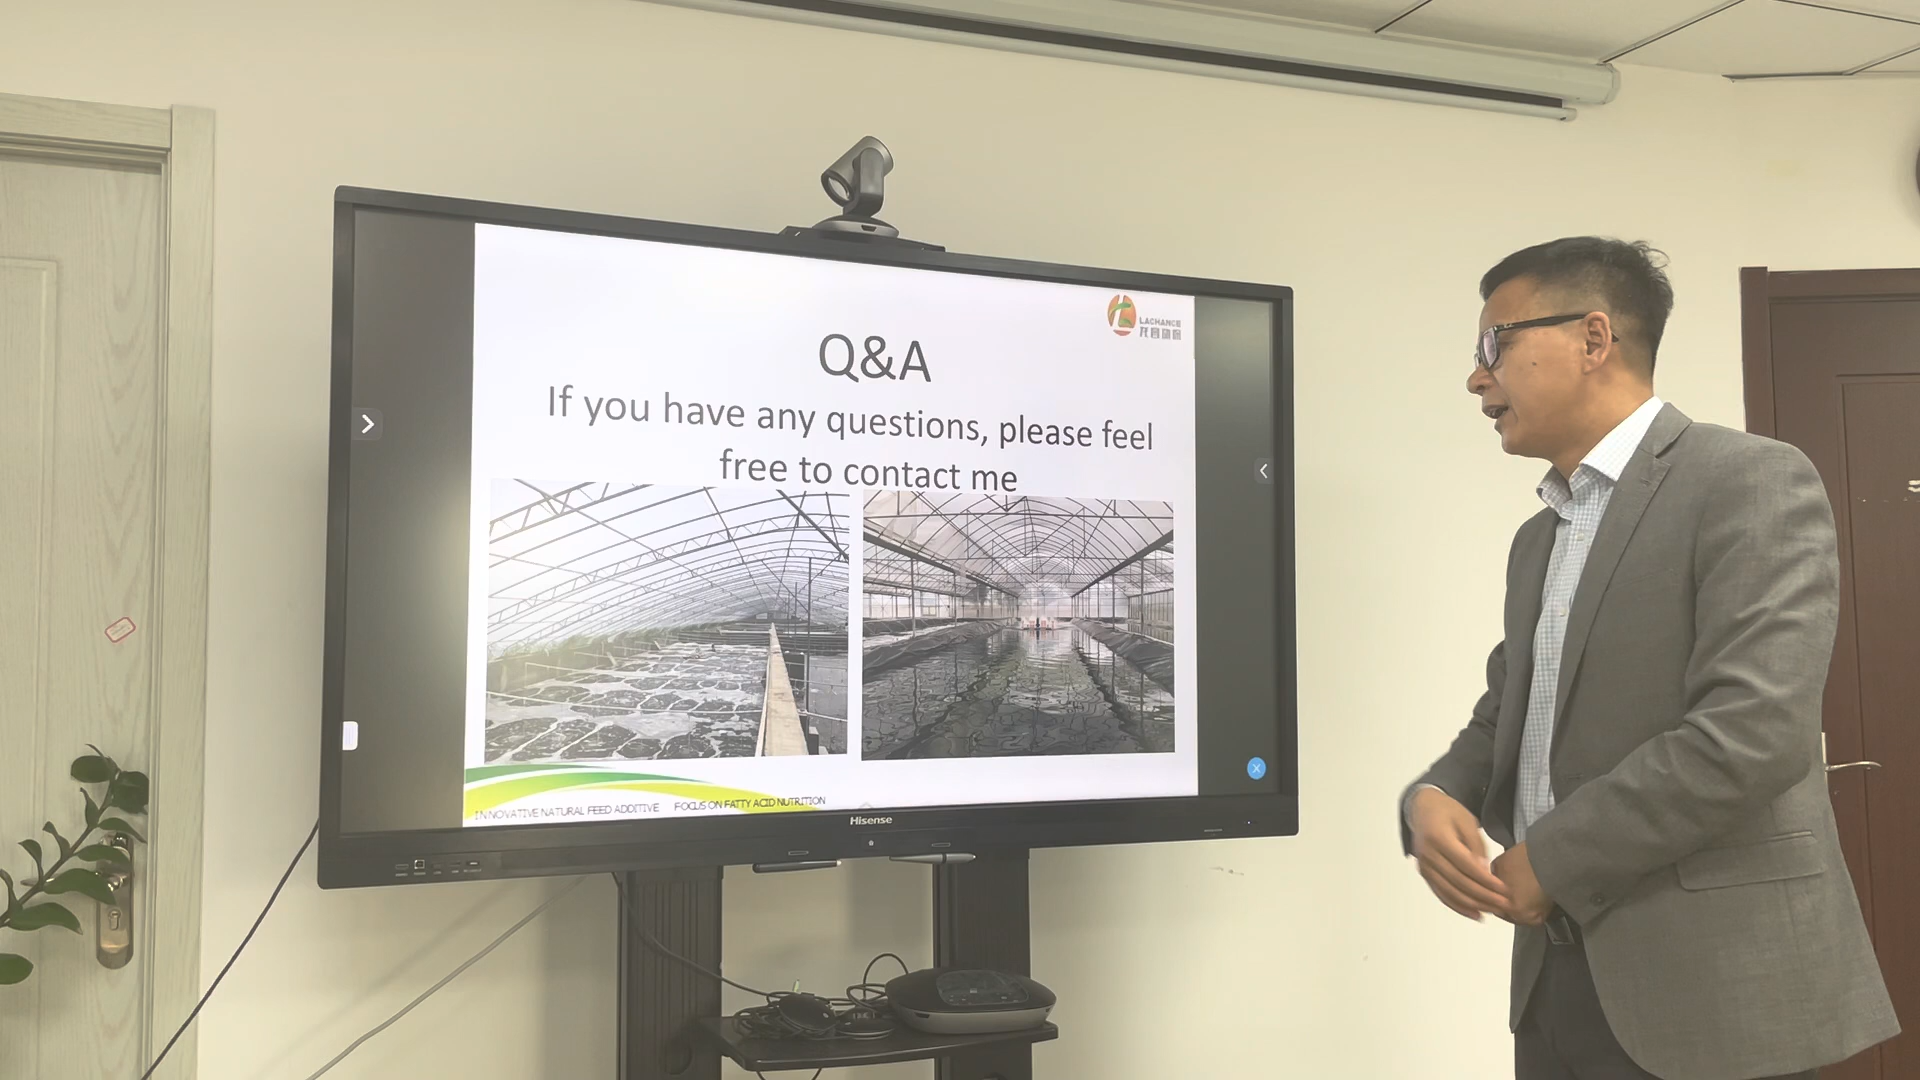 LACHANCE
Q&A
If you have any questions, please feel
free to contact me
INNOVATIVE NATURAL FEED ADDITIVE FOCUS ON FATTY ACID NUTRITION
Hisense